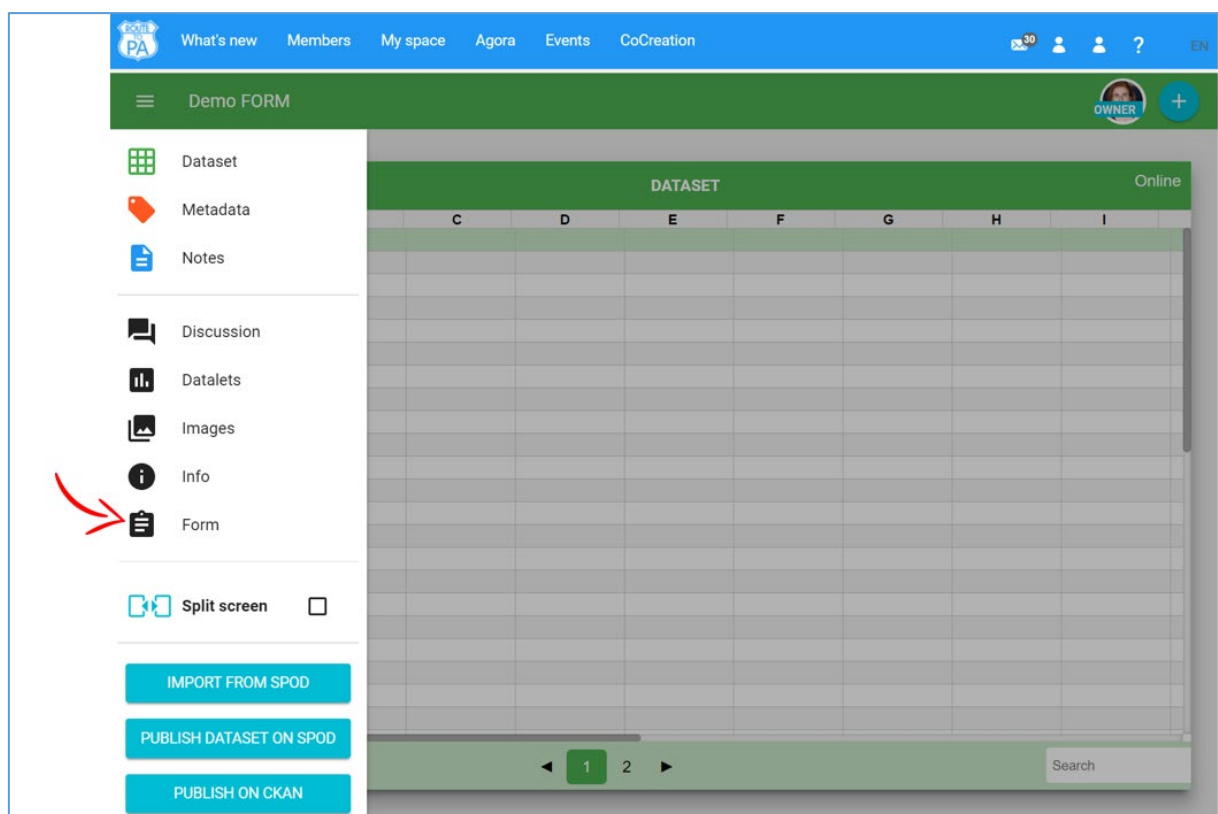 ROUTE
TO
PA
What's new Members My space Agora Events CoCreation 30 ? EN
Demo FORM OWNER +
Dataset
Metadata
Notes
Discussion
Datalets
Images
Info
Form
Split screen
IMPORT FROM SPOD
PUBLISH DATASET ON SPOD
PUBLISH ON CKAN
DATASET Online
C D E F G H I
1 2 Search